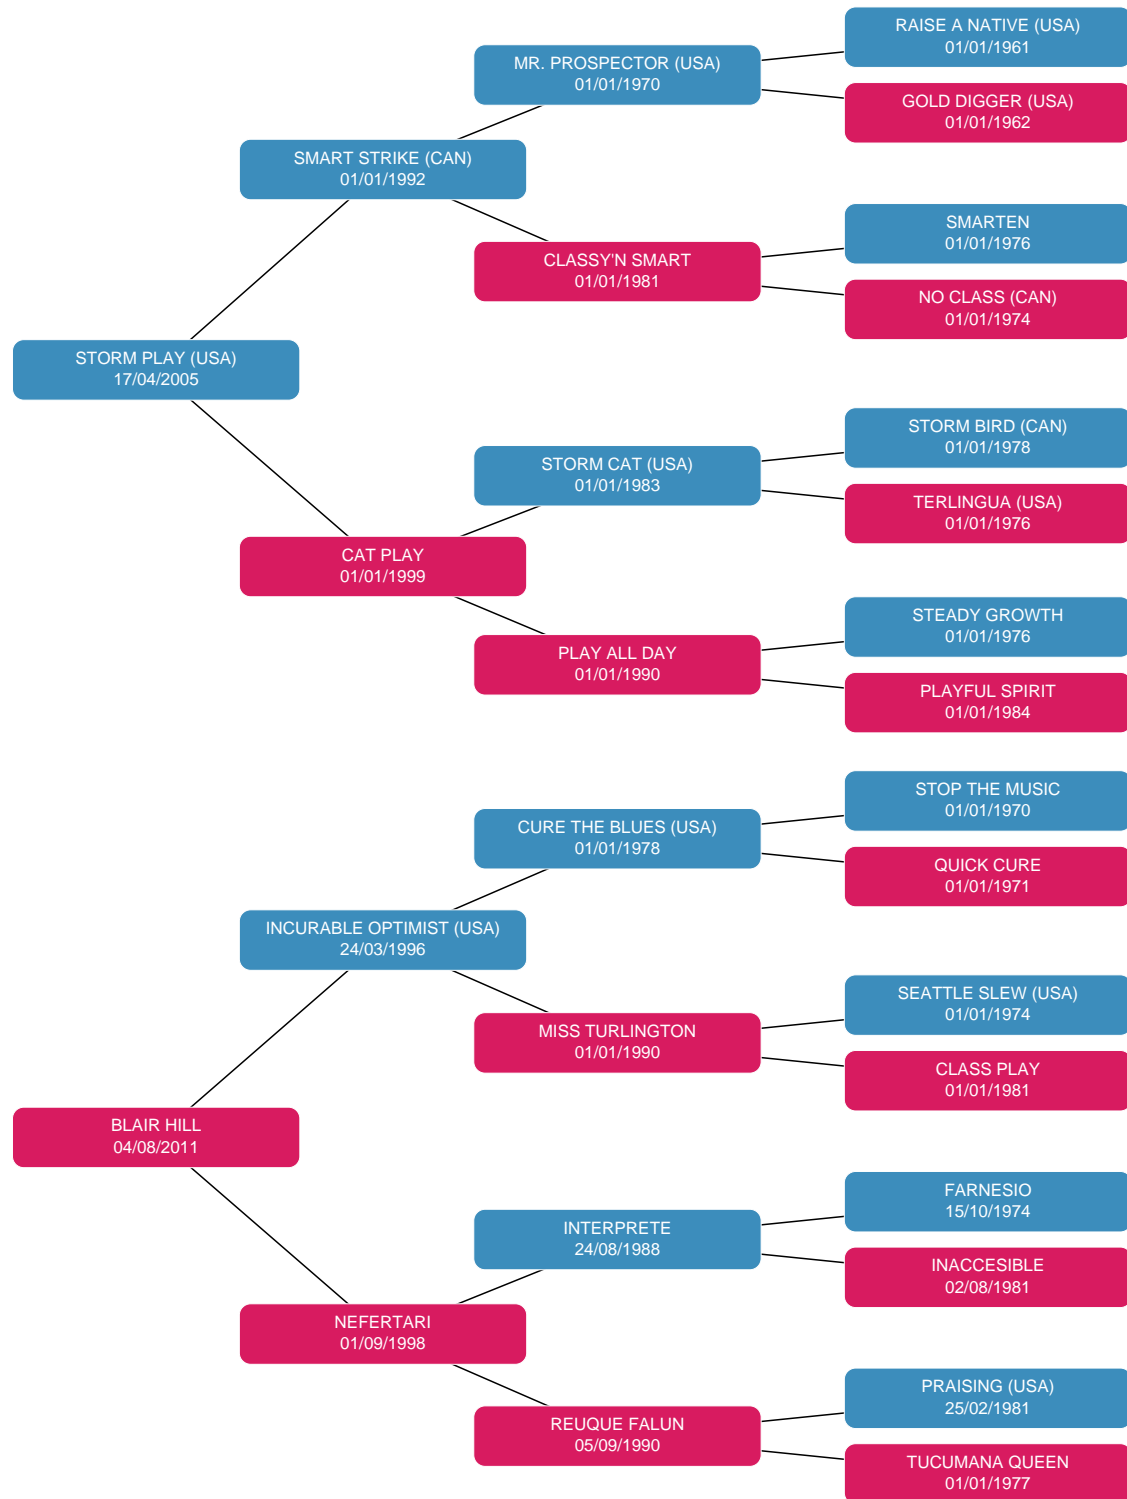 RAISE A NATIVE (USA)
01/01/1961
MR. PROSPECTOR (USA)
01/01/1970
GOLD DIGGER (USA)
01/01/1962
SMART STRIKE (CAN)
01/01/1992
SMARTEN
01/01/1976
CLASSY'N SMART
01/01/1981
NO CLASS (CAN)
01/01/1974
STORM PLAY (USA)
17/04/2005
STORM BIRD (CAN)
01/01/1978
STORM CAT (USA)
01/01/1983
TERLINGUA (USA)
01/01/1976
CAT PLAY
01/01/1999
STEADY GROWTH
01/01/1976
PLAY ALL DAY
01/01/1990
PLAYFUL SPIRIT
01/01/1984
STOP THE MUSIC
01/01/1970
CURE THE BLUES (USA)
01/01/1978
QUICK CURE
01/01/1971
INCURABLE OPTIMIST (USA)
24/03/1996
SEATTLE SLEW (USA)
01/01/1974
MISS TURLINGTON
01/01/1990
CLASS PLAY
01/01/1981
BLAIR HILL
04/08/2011
FARNESIO
15/10/1974
INTERPRETE
24/08/1988
INACCESIBLE
02/08/1981
NEFERTARI
01/09/1998
PRAISING (USA)
25/02/1981
REUQUE FALUN
05/09/1990
TUCUMANA QUEEN
01/01/1977